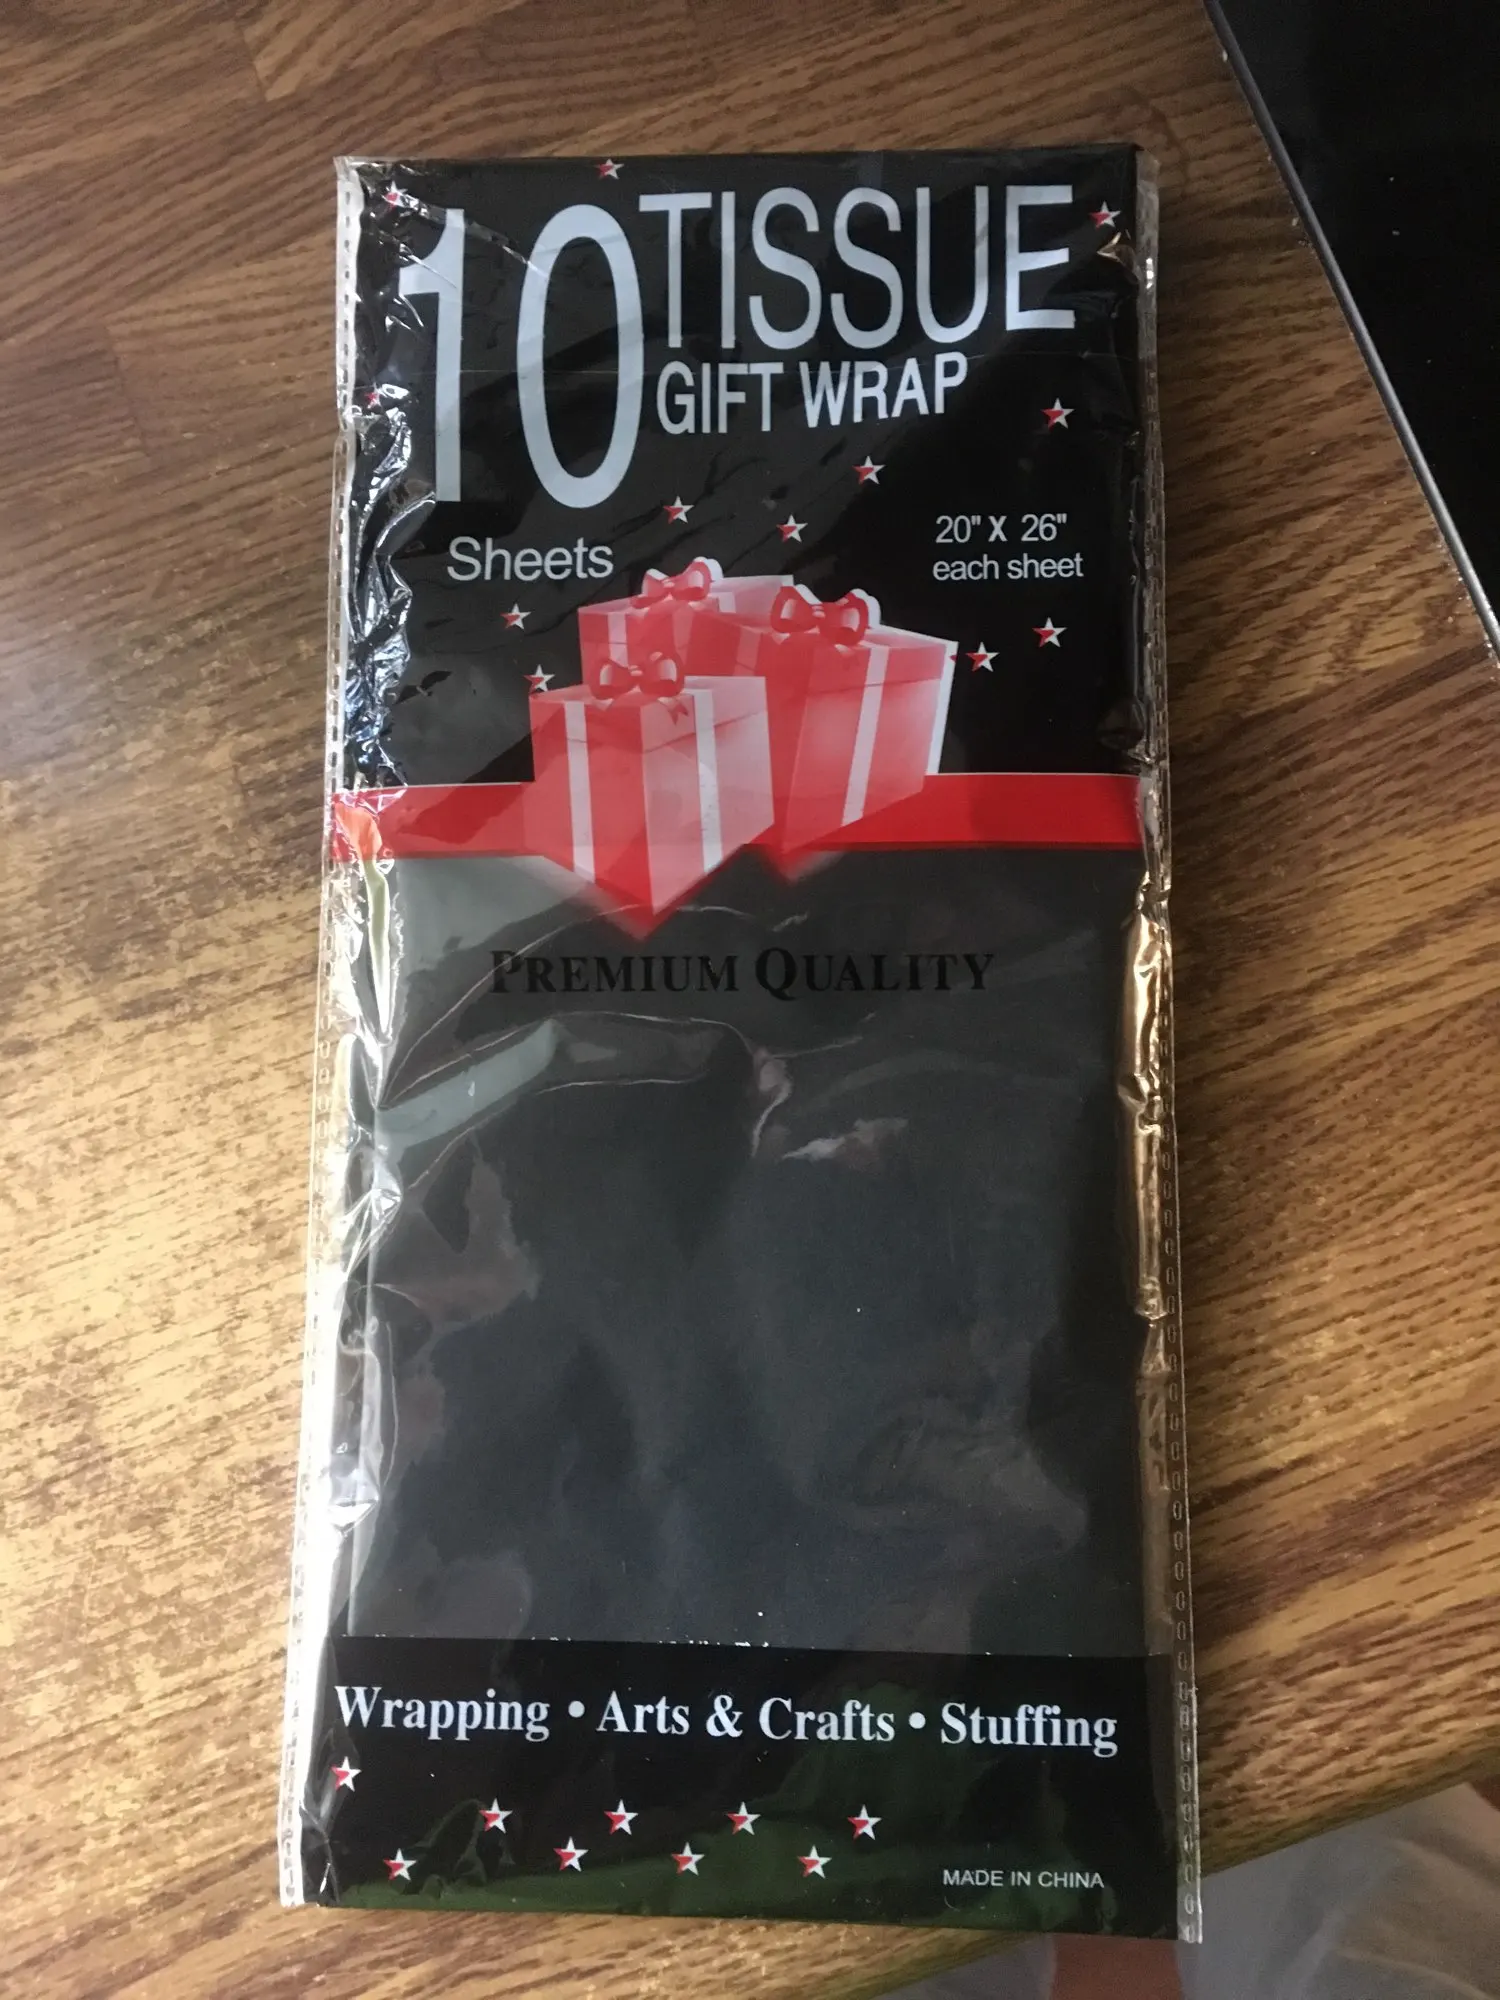 10 TISSUE
GIFT WRAP
Sheets
20" X 26"
each sheet
PREMIUM QUALITY
Wrapping • Arts & Crafts • Stuffing
MADE IN CHINA